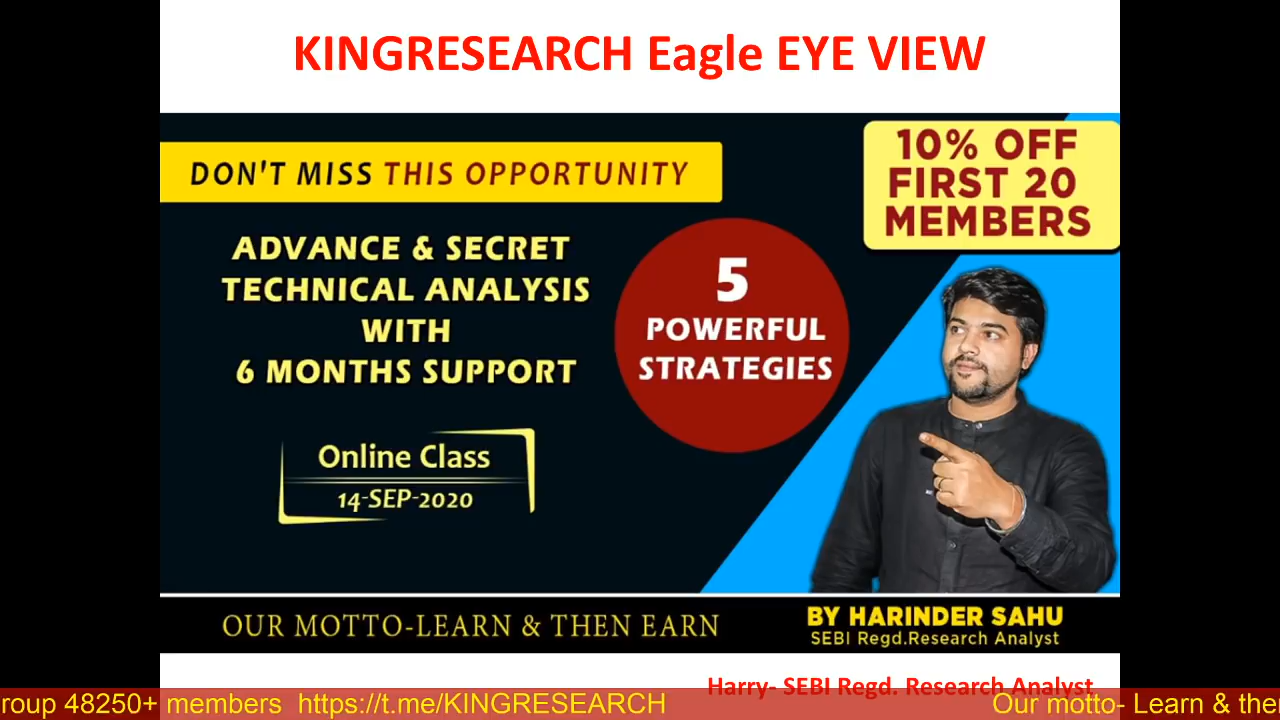 KINGRESEARCH Eagle EYE VIEW
DON'T MISS THIS OPPORTUNITY
10% OFF
FIRST 20
MEMBERS
ADVANCE & SECRET
TECHNICAL ANALYSIS
WITH
6 MONTHS SUPPORT
5
POWERFUL
STRATEGIES
Online Class
14-SEP-2020
OUR MOTTO-LEARN & THEN EARN
BY HARINDER SAHU
SEBI Regd.Research Analyst
Harry- SEBI Regd. Research Analyst
roup 48250+ members https://t.me/KINGRESEARCH
Our motto- Learn & the